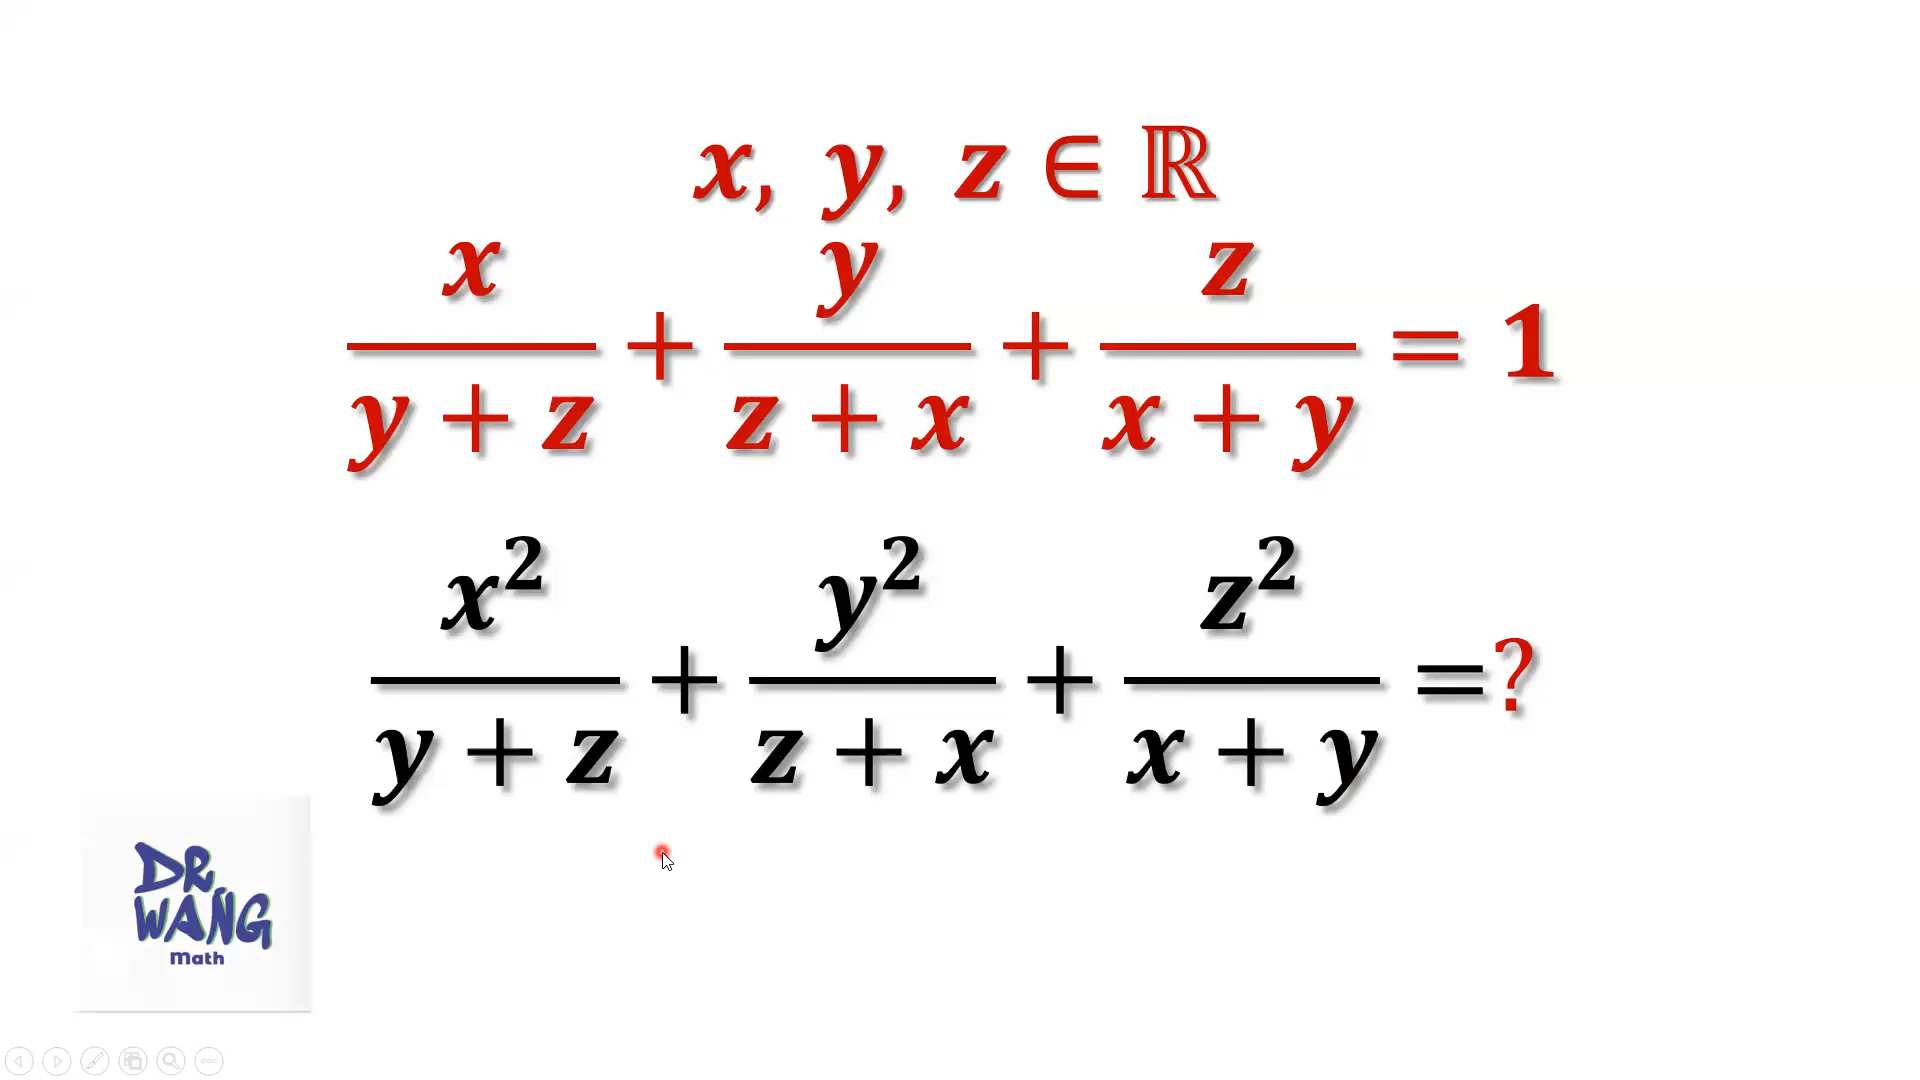 x, y, z ∈ ℝ
x/(y + z) + y/(z + x) + z/(x + y) = 1
x²/(y + z) + y²/(z + x) + z²/(x + y) =?
DR
WANG
math